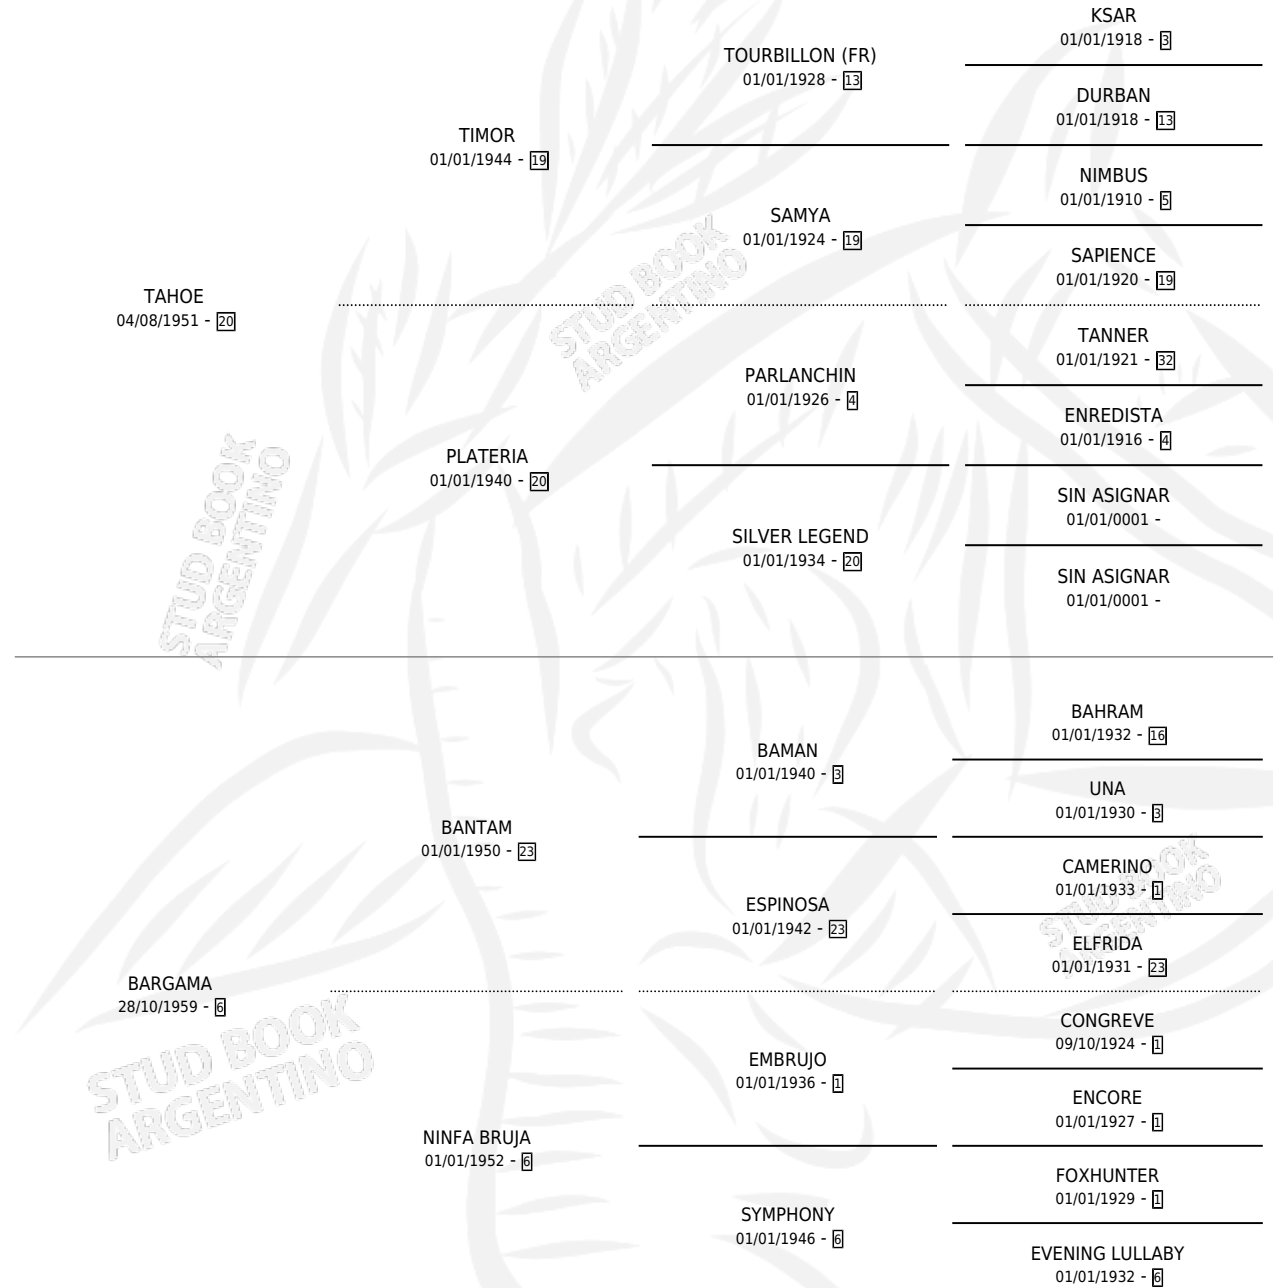 KSAR
01/01/1918 - 3
TOURBILLON (FR)
01/01/1928 - 13
DURBAN
01/01/1918 - 13
TIMOR
01/01/1944 - 19
NIMBUS
01/01/1910 - 5
SAMYA
01/01/1924 - 19
SAPIENCE
01/01/1920 - 19
TAHOE
04/08/1951 - 20
TANNER
01/01/1921 - 32
PARLANCHIN
01/01/1926 - 4
ENREDISTA
01/01/1916 - 4
PLATERIA
01/01/1940 - 20
SIN ASIGNAR
01/01/0001 -
SILVER LEGEND
01/01/1934 - 20
SIN ASIGNAR
01/01/0001 -
BAHRAM
01/01/1932 - 16
BAMAN
01/01/1940 - 3
UNA
01/01/1930 - 3
BANTAM
01/01/1950 - 23
CAMERINO
01/01/1933 - 1
ESPINOSA
01/01/1942 - 23
ELFRIDA
01/01/1931 - 23
BARGAMA
28/10/1959 - 6
CONGREVE
09/10/1924 - 1
EMBRUJO
01/01/1936 - 1
ENCORE
01/01/1927 - 1
NINFA BRUJA
01/01/1952 - 6
FOXHUNTER
01/01/1929 - 1
SYMPHONY
01/01/1946 - 6
EVENING LULLABY
01/01/1932 - 6
STUD BOOK
ARGENTINO
STUD BOOK
ARGENTINO
STUD BOOK
ARGENTINO
STUD BOOK
ARGENTINO